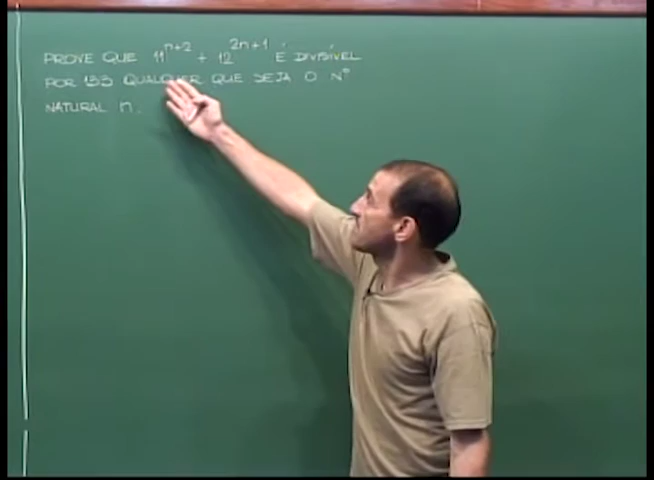 PROVE QUE 11^{n+2} + 12^{2n+1} É DIVISÍVEL
POR 133 QUALQUER QUE SEJA O Nº
NATURAL n.